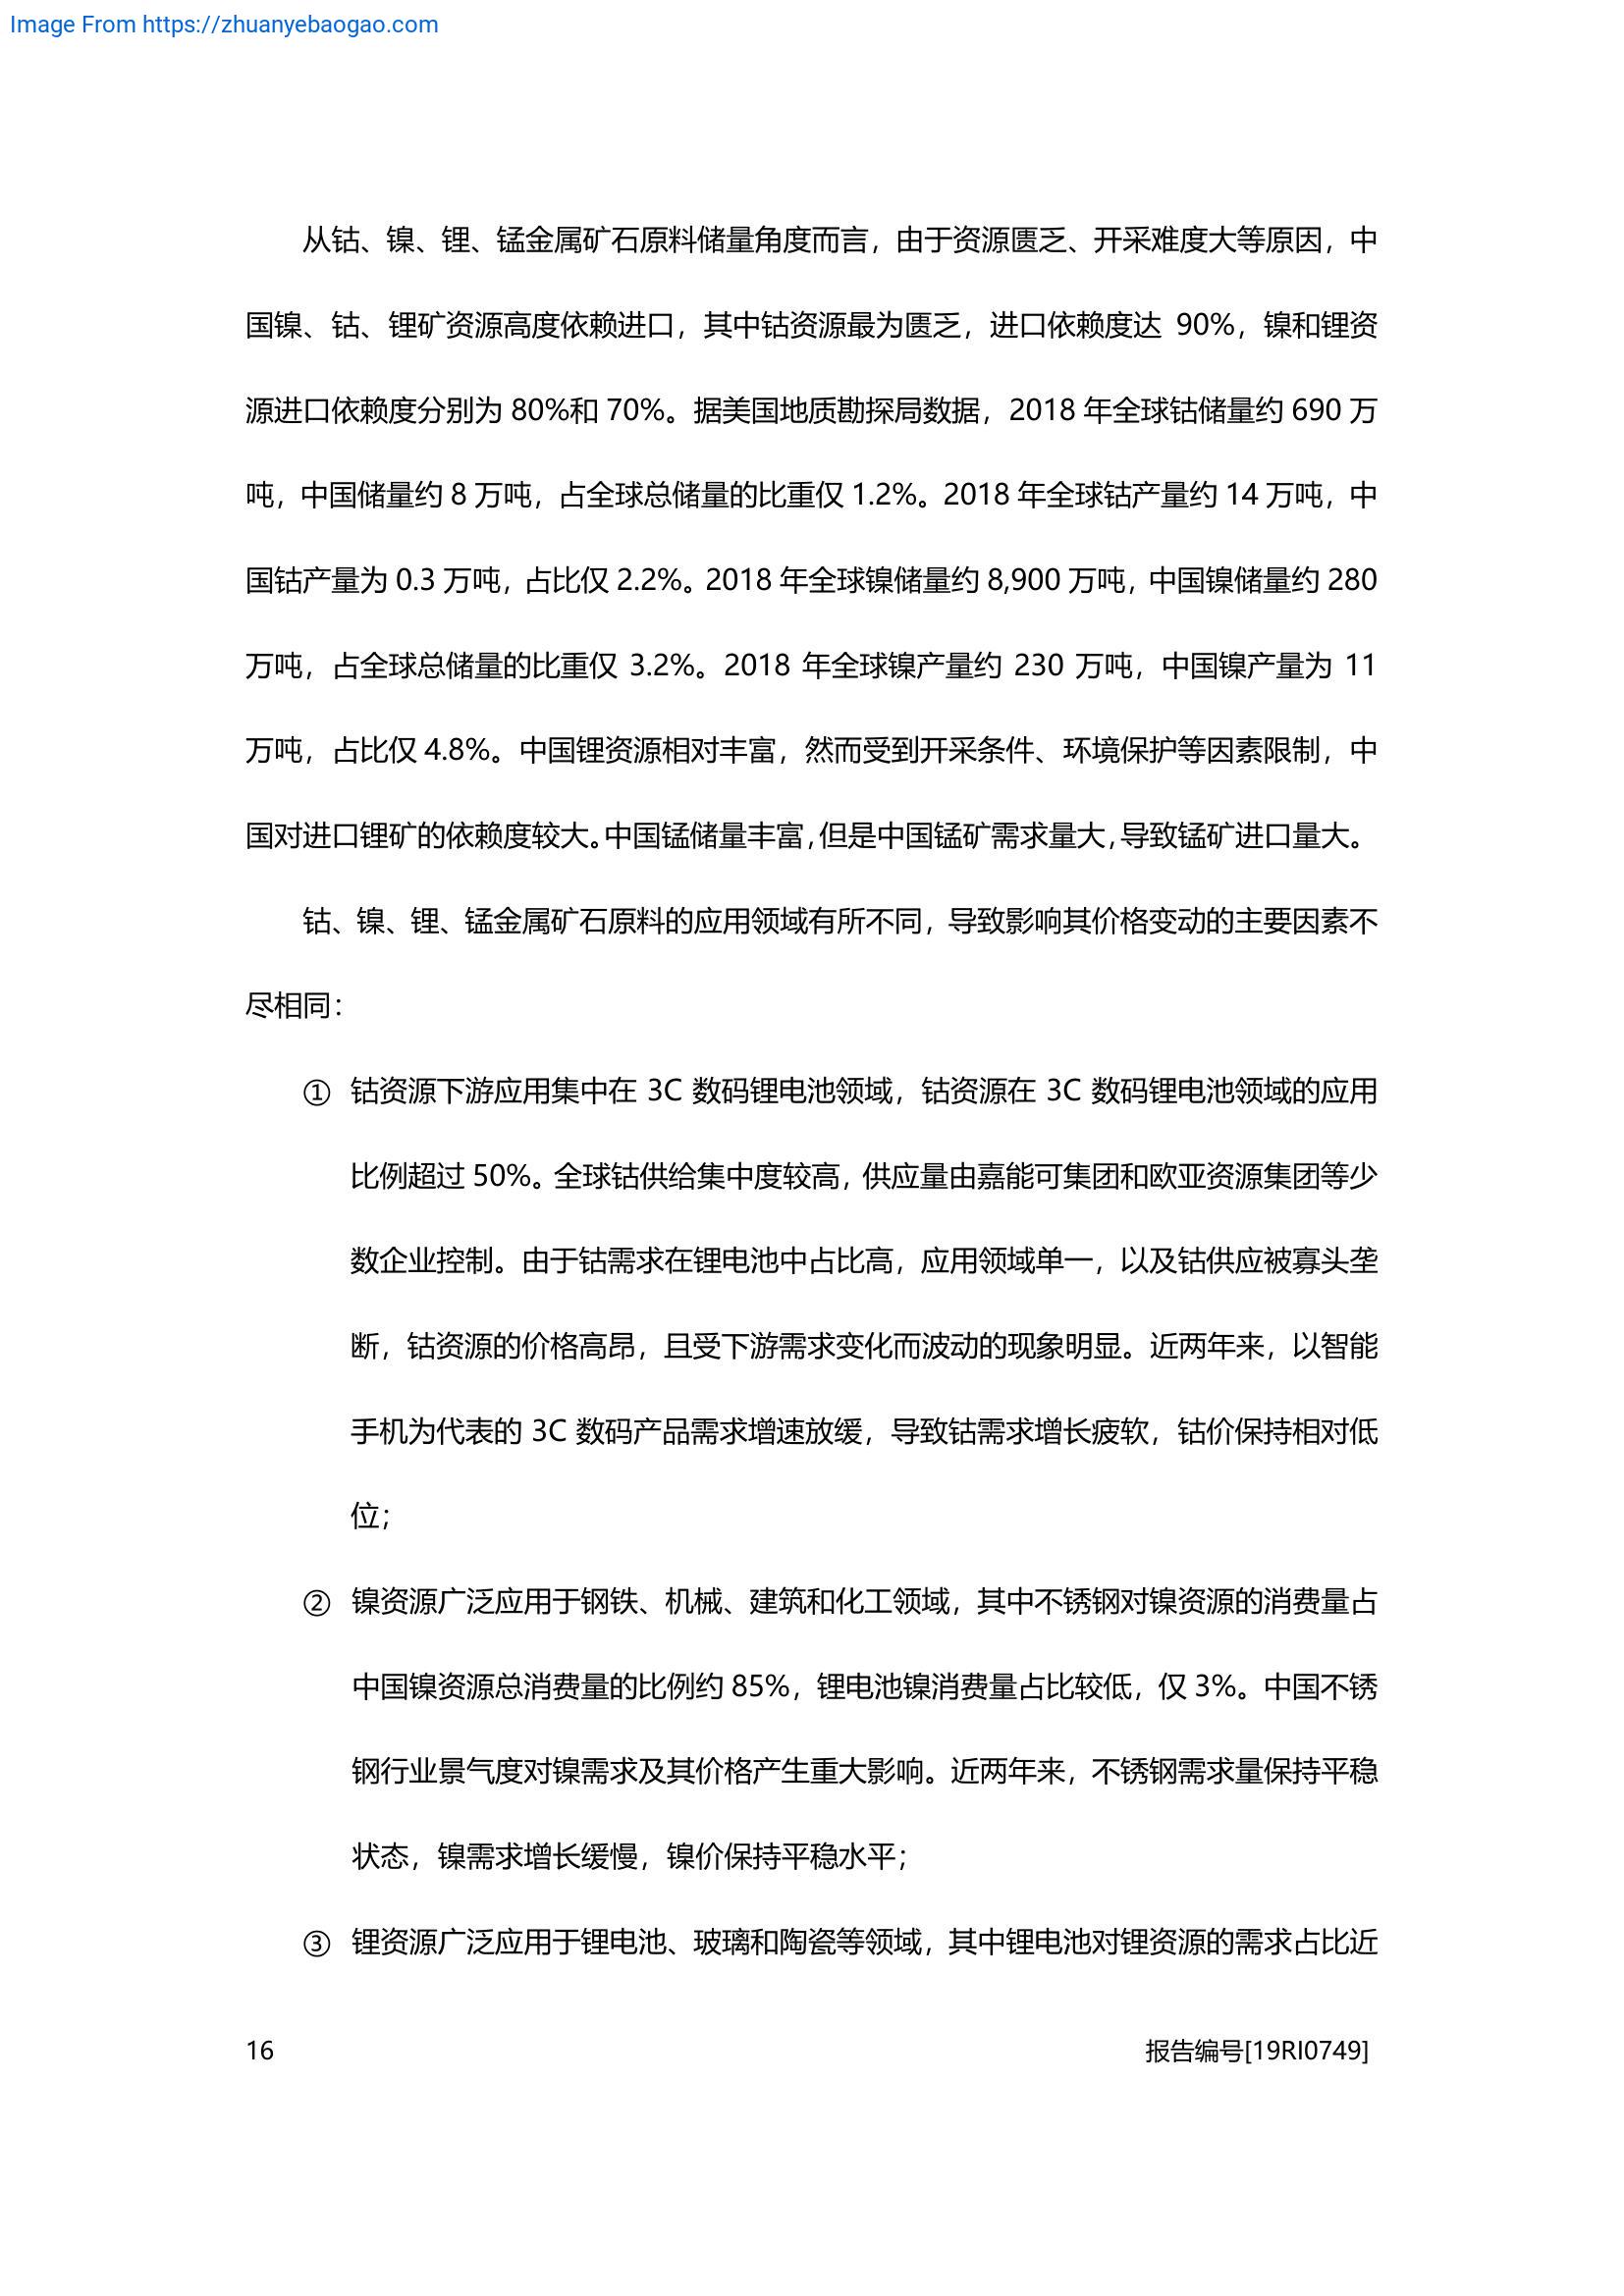 Image From https://zhuanyebaogao.com
从钴、镍、锂、锰金属矿石原料储量角度而言，由于资源匮乏、开采难度大等原因，中
国镍、钴、锂矿资源高度依赖进口，其中钴资源最为匮乏，进口依赖度达 90%，镍和锂资
源进口依赖度分别为 80%和 70%。据美国地质勘探局数据，2018 年全球钴储量约 690 万
吨，中国储量约 8 万吨，占全球总储量的比重仅 1.2%。2018 年全球钴产量约 14 万吨，中
国钴产量为 0.3 万吨，占比仅 2.2%。2018 年全球镍储量约 8,900 万吨，中国镍储量约 280
万吨，占全球总储量的比重仅 3.2%。2018 年全球镍产量约 230 万吨，中国镍产量为 11
万吨，占比仅 4.8%。中国锂资源相对丰富，然而受到开采条件、环境保护等因素限制，中
国对进口锂矿的依赖度较大。中国锰储量丰富，但是中国锰矿需求量大，导致锰矿进口量大。
钴、镍、锂、锰金属矿石原料的应用领域有所不同，导致影响其价格变动的主要因素不
尽相同：
① 钴资源下游应用集中在 3C 数码锂电池领域，钴资源在 3C 数码锂电池领域的应用
比例超过 50%。全球钴供给集中度较高，供应量由嘉能可集团和欧亚资源集团等少
数企业控制。由于钴需求在锂电池中占比高，应用领域单一，以及钴供应被寡头垄
断，钴资源的价格高昂，且受下游需求变化而波动的现象明显。近两年来，以智能
手机为代表的 3C 数码产品需求增速放缓，导致钴需求增长疲软，钴价保持相对低
位；
② 镍资源广泛应用于钢铁、机械、建筑和化工领域，其中不锈钢对镍资源的消费量占
中国镍资源总消费量的比例约 85%，锂电池镍消费量占比较低，仅 3%。中国不锈
钢行业景气度对镍需求及其价格产生重大影响。近两年来，不锈钢需求量保持平稳
状态，镍需求增长缓慢，镍价保持平稳水平；
③ 锂资源广泛应用于锂电池、玻璃和陶瓷等领域，其中锂电池对锂资源的需求占比近
16 报告编号[19RI0749]